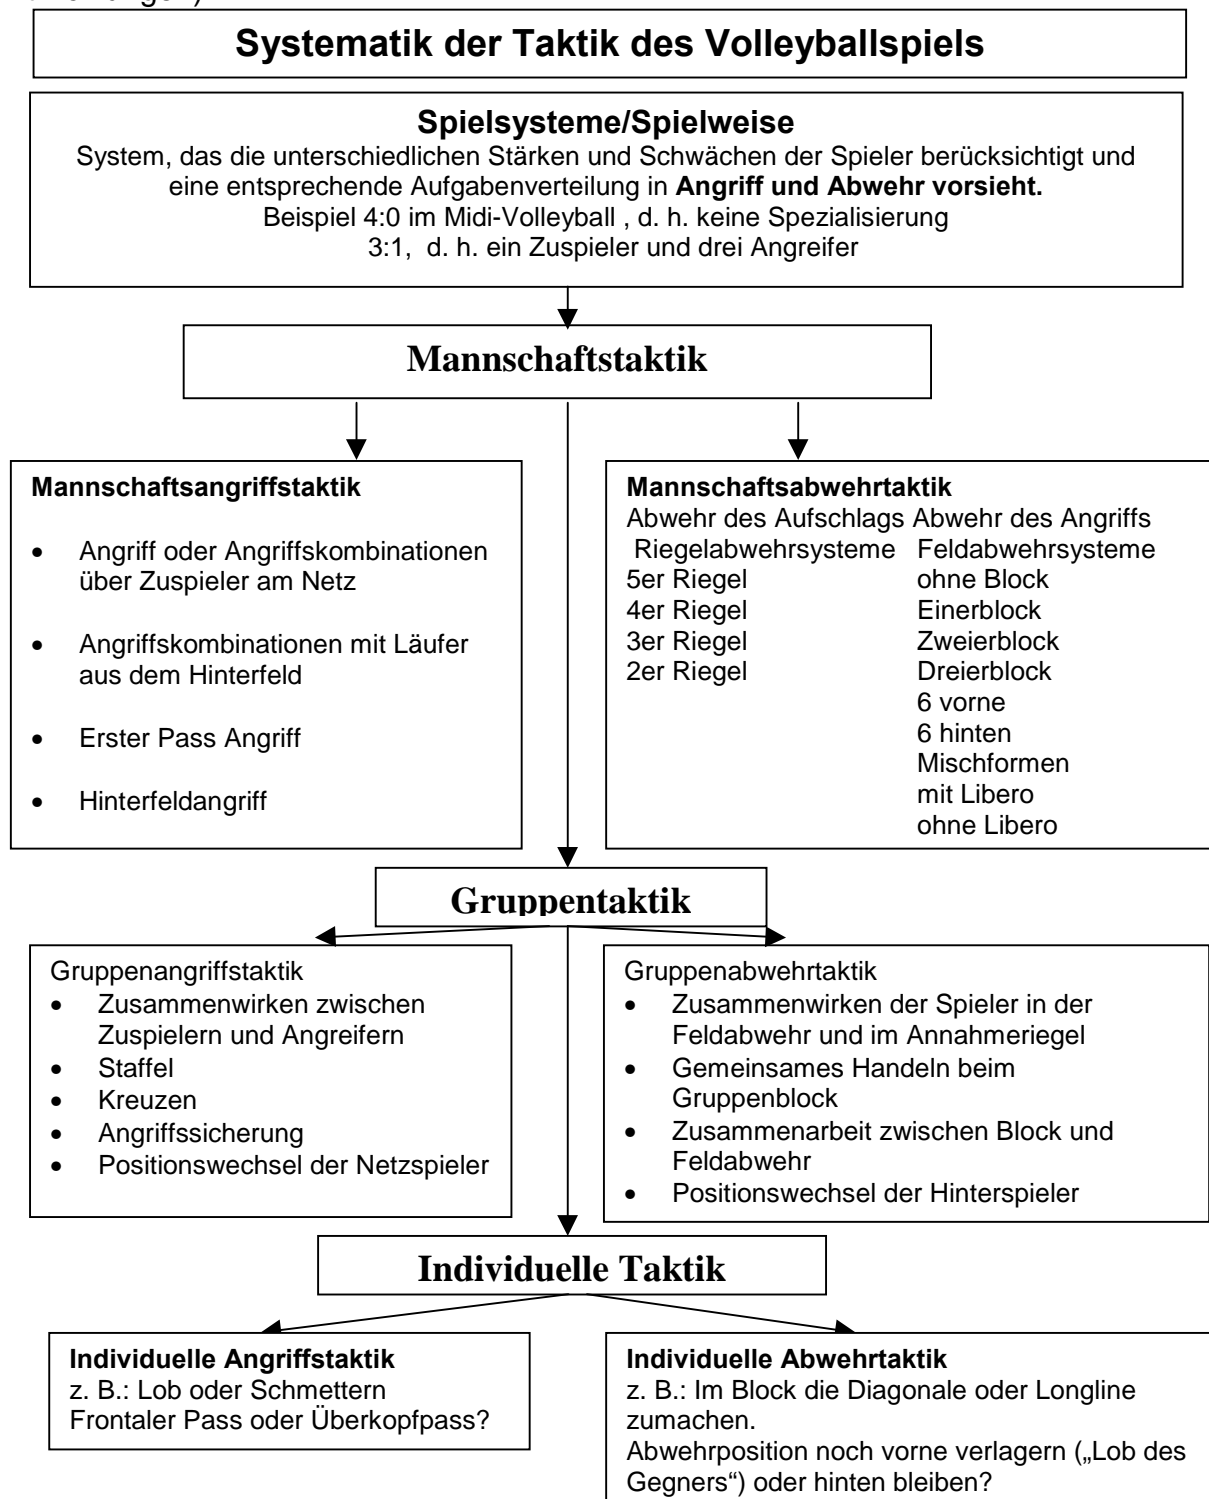 Systematik der Taktik des Volleyballspiels
Spielsysteme/Spielweise
System, das die unterschiedlichen Stärken und Schwächen der Spieler berücksichtigt und
eine entsprechende Aufgabenverteilung in Angriff und Abwehr vorsieht.
Beispiel 4:0 im Midi-Volleyball , d. h. keine Spezialisierung
3:1, d. h. ein Zuspieler und drei Angreifer
Mannschaftstaktik
Mannschaftsangriffstaktik
• Angriff oder Angriffskombinationen
über Zuspieler am Netz
• Angriffskombinationen mit Läufer
aus dem Hinterfeld
• Erster Pass Angriff
• Hinterfeldangriff
Mannschaftsabwehrtaktik
Abwehr des Aufschlags Abwehr des Angriffs
Riegelabwehrsysteme Feldabwehrsysteme
5er Riegel ohne Block
4er Riegel Einerblock
3er Riegel Zweierblock
2er Riegel Dreierblock
6 vorne
6 hinten
Mischformen
mit Libero
ohne Libero
Gruppentaktik
Gruppenangriffstaktik
• Zusammenwirken zwischen
Zuspielern und Angreifern
• Staffel
• Kreuzen
• Angriffssicherung
• Positionswechsel der Netzspieler
Gruppenabwehrtaktik
• Zusammenwirken der Spieler in der
Feldabwehr und im Annahmeriegel
• Gemeinsames Handeln beim
Gruppenblock
• Zusammenarbeit zwischen Block und
Feldabwehr
• Positionswechsel der Hinterspieler
Individuelle Taktik
Individuelle Angriffstaktik
z. B.: Lob oder Schmettern
Frontaler Pass oder Überkopfpass?
Individuelle Abwehrtaktik
z. B.: Im Block die Diagonale oder Longline
zumachen.
Abwehrposition noch vorne verlagern („Lob des
Gegners“) oder hinten bleiben?